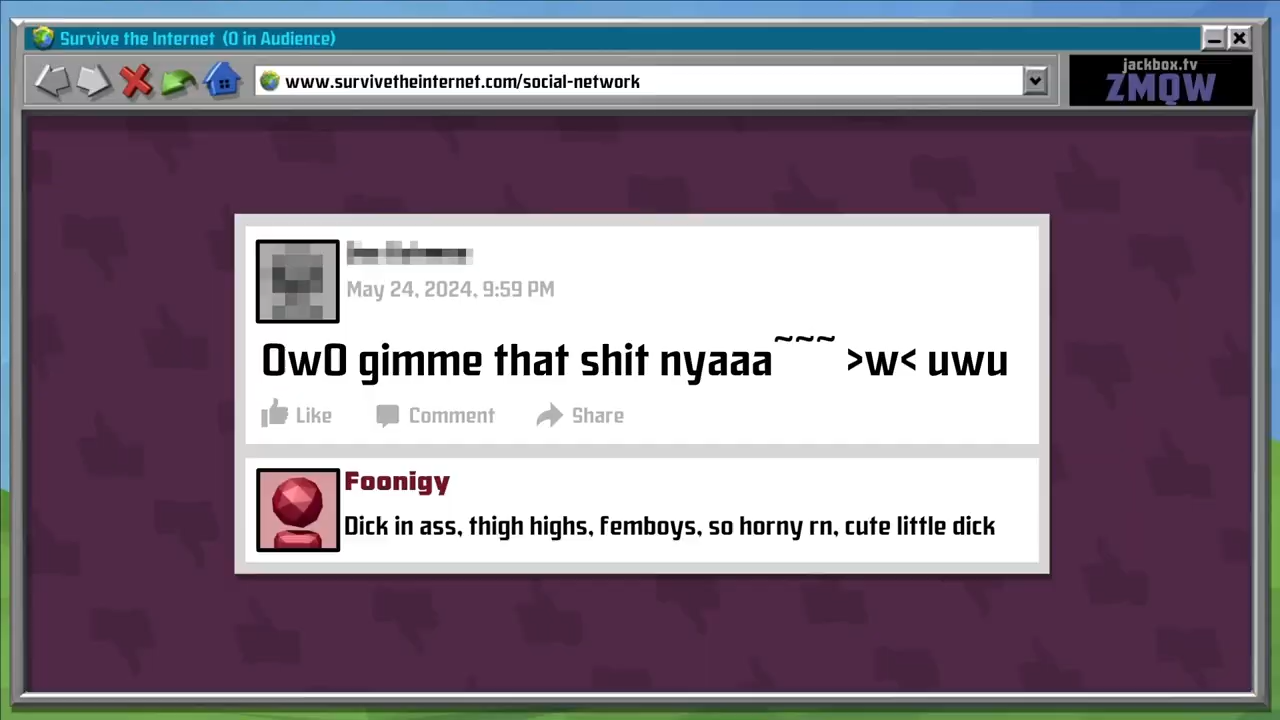 Survive the Internet (0 in Audience)
www.survivetheinternet.com/social-network
jackbox.tv
ZMQW
May 24, 2024, 9:59 PM
OwO gimme that shit nyaaa~~~ >w< uwu
Like Comment Share
Foonigy
Dick in ass, thigh highs, femboys, so horny rn, cute little dick